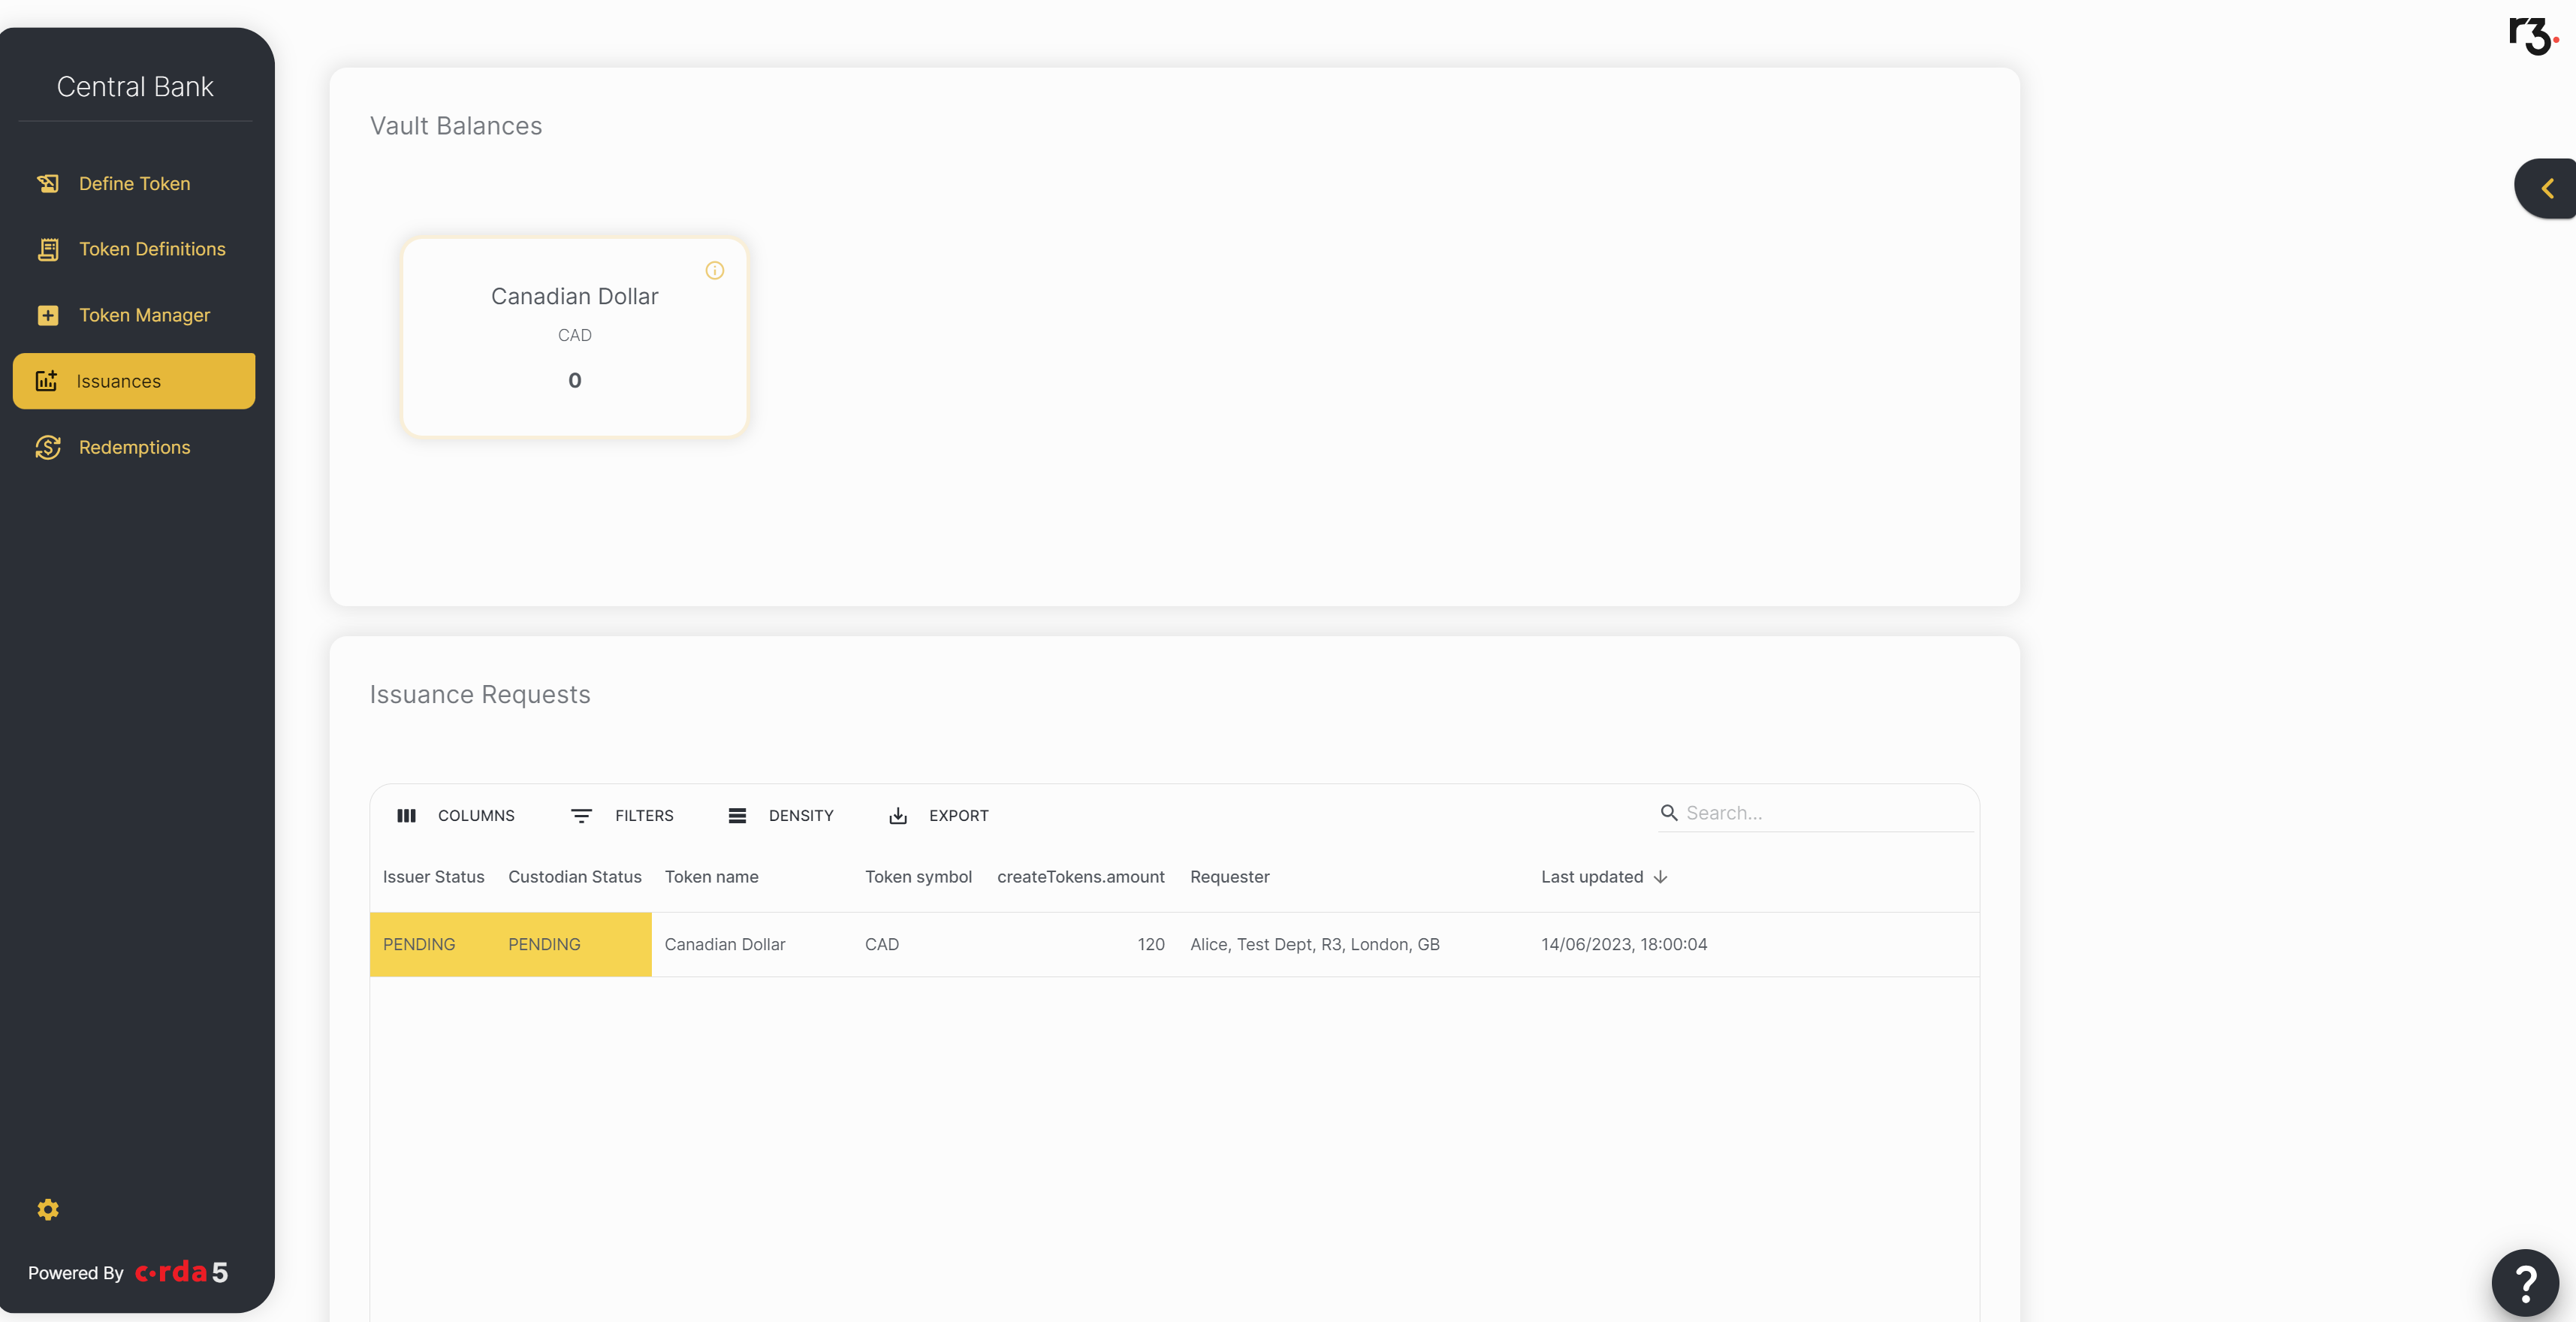 r3.
Central Bank
Define Token
Token Definitions
Token Manager
Issuances
Redemptions
Powered By c·rda 5
Vault Balances
Canadian Dollar
CAD
0
Issuance Requests
COLUMNS FILTERS DENSITY EXPORT Search...
Issuer Status Custodian Status Token name Token symbol createTokens.amount Requester Last updated
PENDING PENDING Canadian Dollar CAD 120 Alice, Test Dept, R3, London, GB 14/06/2023, 18:00:04
?